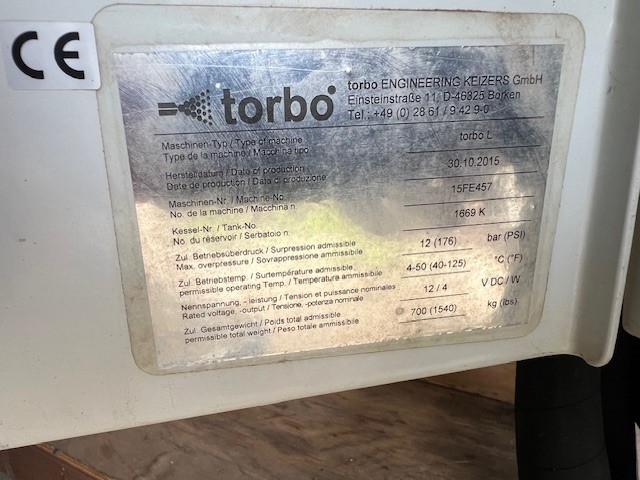 CE
torbo
torbo ENGINEERING KEIZERS GmbH
Einsteinstraße 11, D-46325 Borken
Tel.: +49 (0) 28 61 / 9 42 9-0
Maschinen-Typ / Type of machine
Type de la machine / Macchina tipo
torbo L
Herstelldatum / Date of production
Date de production / Data di produzione
30.10.2015
Maschinen-Nr. / Machine-No.
No. de la machine / Macchina n.
15FE457
Kessel-Nr. / Tank-No.
No. du réservoir / Serbatoio n.
1669 K
Zul. Betriebsüberdruck / Surpression admissible
Max. overpressure / Sovrappressione ammissible
12 (176) bar (PSI)
Zul. Betriebstemp. / Surtempérature admissible,
permissible operating Temp. / Temperature ammissible
4-50 (40-125) °C (°F)
Nennspannung, - leistung / Tension et puissance nominales
Rated voltage, -output / Tensione, -potenza nominale
12 / 4 V DC / W
Zul. Gesamtgewicht / Poids total admissible
permissible total weight / Peso totale ammissibile
700 (1540) kg (lbs)